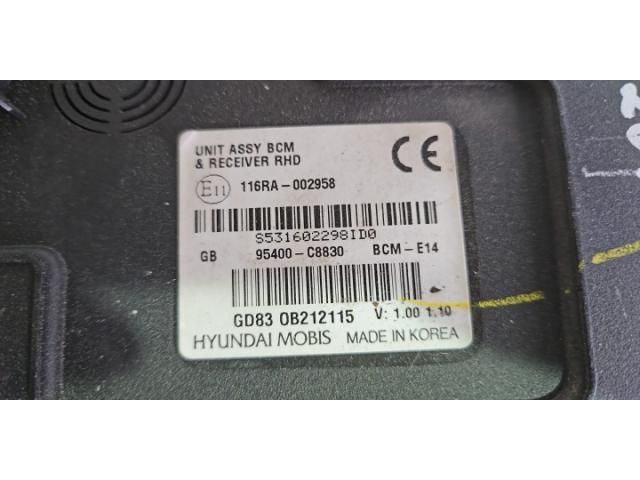 UNIT ASSY BCM
& RECEIVER RHD
CE
E11 116RA-002958
S531602298ID0
GB 95400-C8830 BCM-E14
GD83 0B212115 V: 1.00 1.10
HYUNDAI MOBIS MADE IN KOREA